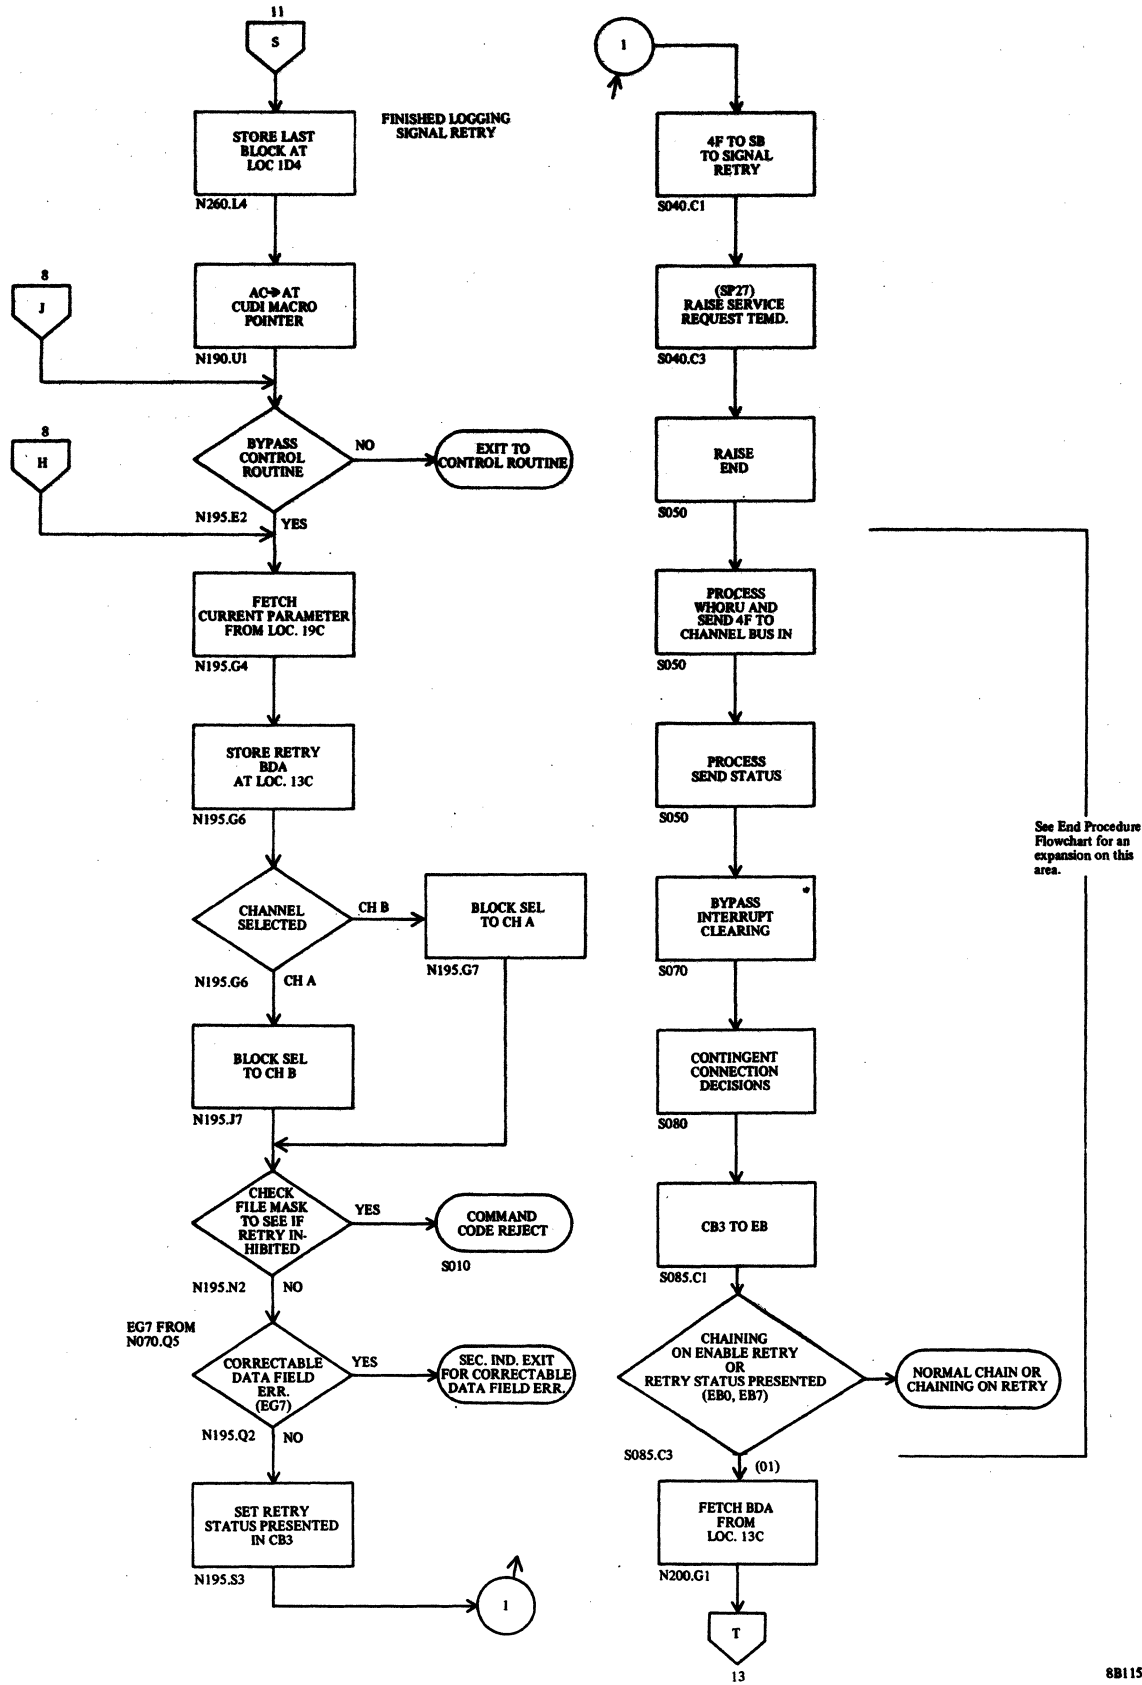 11
S
FINISHED LOGGING
SIGNAL RETRY
STORE LAST
BLOCK AT
LOC 1D4
N260.L4
AC→AT
CUDI MACRO
POINTER
N190.U1
8
J
BYPASS
CONTROL
ROUTINE
NO
EXIT TO
CONTROL ROUTINE
N195.E2
YES
8
H
FETCH
CURRENT PARAMETER
FROM LOC. 19C
N195.G4
STORE RETRY
BDA
AT LOC. 13C
N195.G6
CHANNEL
SELECTED
CH B
BLOCK SEL
TO CH A
N195.G7
N195.G6
CH A
BLOCK SEL
TO CH B
N195.J7
CHECK
FILE MASK
TO SEE IF
RETRY IN-
HIBITED
YES
COMMAND
CODE REJECT
S010
N195.N2
NO
EG7 FROM
N070.Q5
CORRECTABLE
DATA FIELD
ERR.
(EG7)
YES
SEC. IND. EXIT
FOR CORRECTABLE
DATA FIELD ERR.
N195.Q2
NO
SET RETRY
STATUS PRESENTED
IN CB3
N195.S3
1
1
4F TO SB
TO SIGNAL
RETRY
S040.C1
(SP27)
RAISE SERVICE
REQUEST TEMD.
S040.C3
RAISE
END
S050
PROCESS
WHORU AND
SEND 4F TO
CHANNEL BUS IN
S050
PROCESS
SEND STATUS
S050
See End Procedure
Flowchart for an
expansion on this
area.
*
BYPASS
INTERRUPT
CLEARING
S070
CONTINGENT
CONNECTION
DECISIONS
S080
CB3 TO EB
S085.C1
CHAINING
ON ENABLE RETRY
OR
RETRY STATUS PRESENTED
(EB0, EB7)
NORMAL CHAIN OR
CHAINING ON RETRY
S085.C3
(01)
FETCH BDA
FROM
LOC. 13C
N200.G1
T
13
8B115